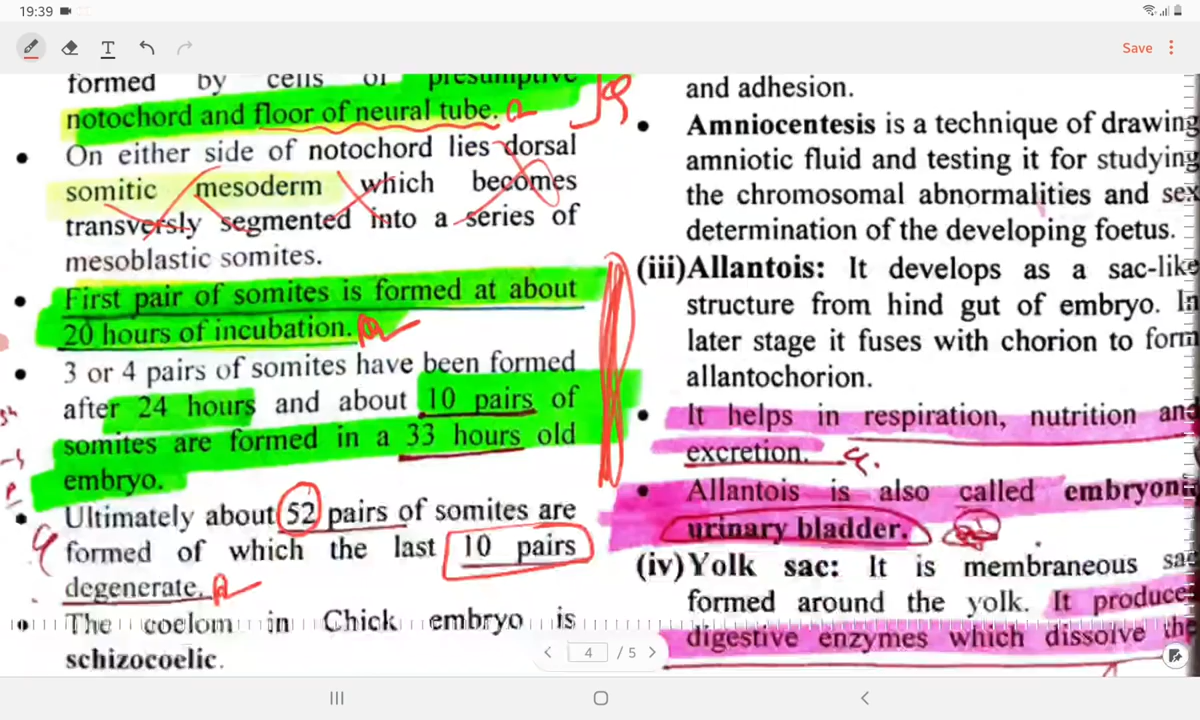 19:39
T
Save
formed by cells of presumptive
notochord and floor of neural tube.
On either side of notochord lies dorsal
somitic mesoderm which becomes
transversly segmented into a series of
mesoblastic somites.
First pair of somites is formed at about
20 hours of incubation.
3 or 4 pairs of somites have been formed
after 24 hours and about 10 pairs of
somites are formed in a 33 hours old
embryo.
Ultimately about 52 pairs of somites are
formed of which the last 10 pairs
degenerate.
The coelom in Chick embryo is
schizocoelic.
and adhesion.
Amniocentesis is a technique of drawing
amniotic fluid and testing it for studying
the chromosomal abnormalities and sex
determination of the developing foetus.
(iii) Allantois: It develops as a sac-like
structure from hind gut of embryo. In
later stage it fuses with chorion to form
allantochorion.
It helps in respiration, nutrition and
excretion.
Allantois is also called embryoni
urinary bladder.
(iv) Yolk sac: It is membraneous sac
formed around the yolk. It produce
digestive enzymes which dissolve the
4 / 5